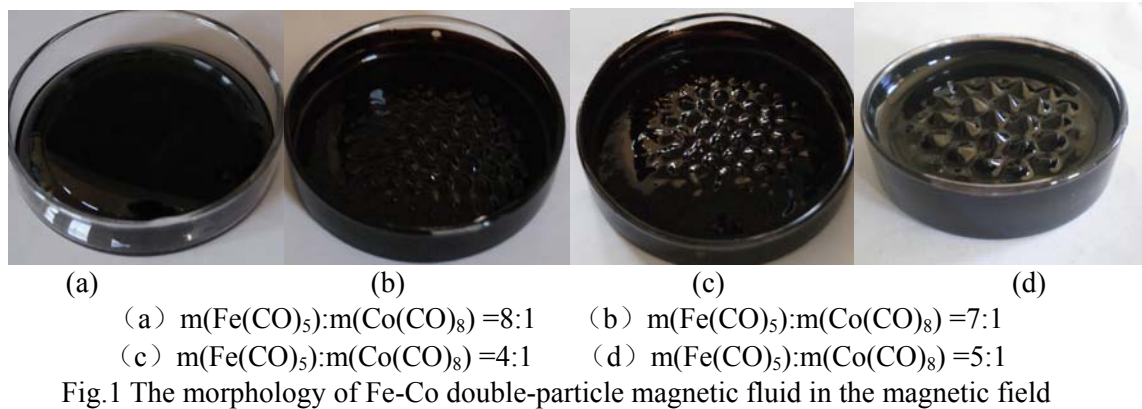 (a) (b) (c) (d)
（a）m(Fe(CO)₅):m(Co(CO)₈) =8:1 （b）m(Fe(CO)₅):m(Co(CO)₈) =7:1
（c）m(Fe(CO)₅):m(Co(CO)₈) =4:1 （d）m(Fe(CO)₅):m(Co(CO)₈) =5:1
Fig.1 The morphology of Fe-Co double-particle magnetic fluid in the magnetic field